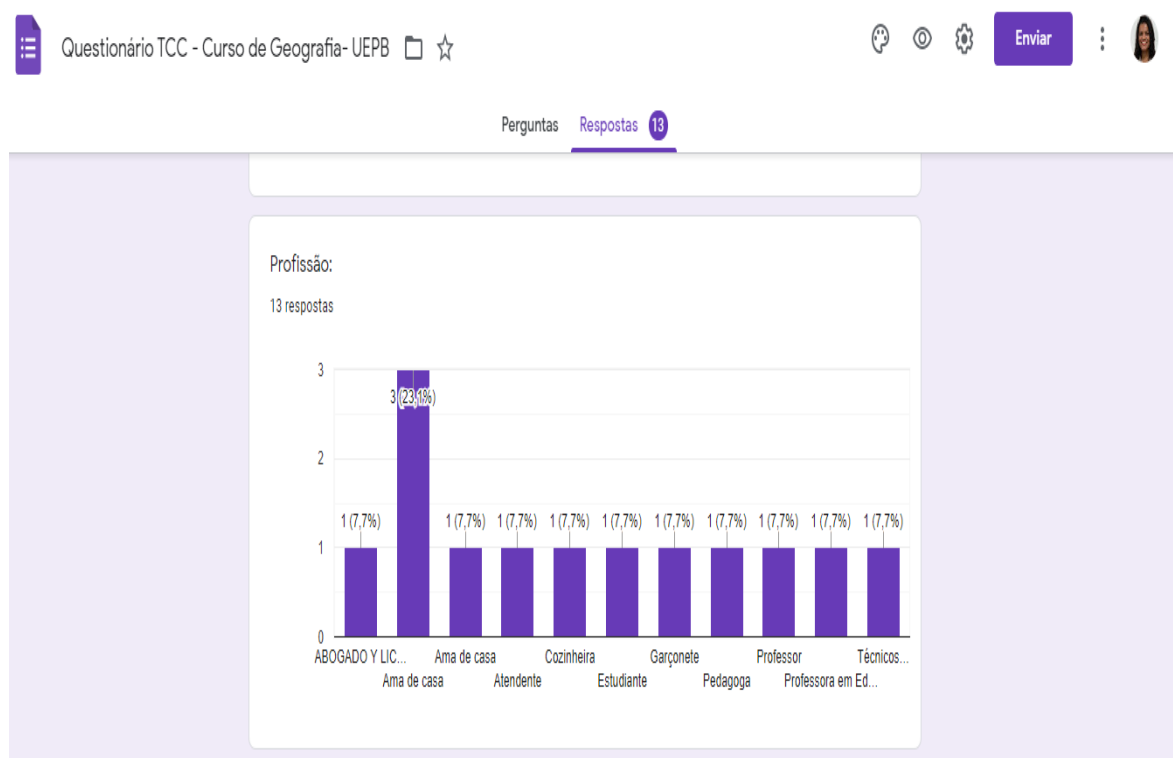 Questionário TCC - Curso de Geografia- UEPB
Enviar
Perguntas Respostas 13
Profissão:
13 respostas
3
3 (23,1%)
2
1 (7,7%) 1 (7,7%) 1 (7,7%) 1 (7,7%) 1 (7,7%) 1 (7,7%) 1 (7,7%) 1 (7,7%) 1 (7,7%) 1 (7,7%)
1
0
ABOGADO Y LIC... Ama de casa Cozinheira Garçonete Professor Técnicos...
Ama de casa Atendente Estudiante Pedagoga Professora em Ed...